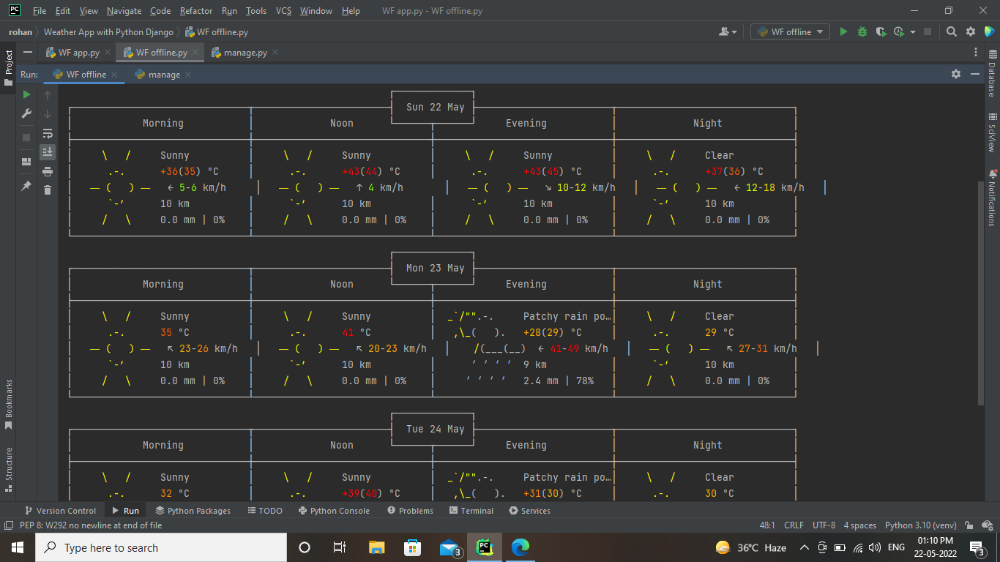 PC File Edit View Navigate Code Refactor Run Tools VCS Window Help WF app.py - WF offline.py
rohan Weather App with Python Django WF offline.py WF offline
WF app.py WF offline.py manage.py
Project
Run: WF offline manage
Sun 22 May
Morning Noon Evening Night
\ / Sunny \ / Sunny \ / Sunny \ / Clear
.-. +36(35) °C .-. +43(44) °C .-. +43(45) °C .-. +37(36) °C
― ( ) ― ← 5-6 km/h ― ( ) ― ↑ 4 km/h ― ( ) ― ↘ 10-12 km/h ― ( ) ― ← 12-18 km/h
`-’ 10 km `-’ 10 km `-’ 10 km `-’ 10 km
/ \ 0.0 mm | 0% / \ 0.0 mm | 0% / \ 0.0 mm | 0% / \ 0.0 mm | 0%
Mon 23 May
Morning Noon Evening Night
\ / Sunny \ / Sunny _`/"".-. Patchy rain po… \ / Clear
.-. 35 °C .-. 41 °C ,\_( ). +28(29) °C .-. 29 °C
― ( ) ― ↖ 23-26 km/h ― ( ) ― ↖ 20-23 km/h /(___(__) ← 41-49 km/h ― ( ) ― ↖ 27-31 km/h
`-’ 10 km `-’ 10 km ‘ ‘ ‘ ‘ 9 km `-’ 10 km
/ \ 0.0 mm | 0% / \ 0.0 mm | 0% ‘ ‘ ‘ ‘ 2.4 mm | 78% / \ 0.0 mm | 0%
Tue 24 May
Morning Noon Evening Night
\ / Sunny \ / Sunny _`/"".-. Patchy rain po… \ / Clear
.-. 32 °C .-. +39(40) °C ,\_( ). +31(30) °C .-. 30 °C
Bookmarks
Structure
Database
SciView
Notifications
Version Control Run Python Packages TODO Python Console Problems Terminal Services
PEP 8: W292 no newline at end of file 48:1 CRLF UTF-8 4 spaces Python 3.10 (venv)
Type here to search 3 PC 36°C Haze ENG 01:10 PM 3
22-05-2022